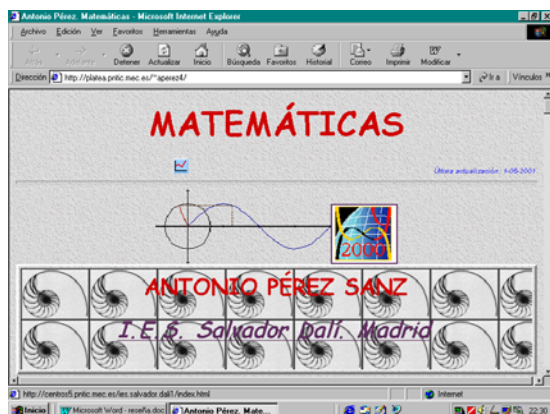 Antonio Pérez. Matemáticas - Microsoft Internet Explorer
Archivo Edición Ver Favoritos Herramientas Ayuda
Atrás Adelante Detener Actualizar Inicio Búsqueda Favoritos Historial Correo Imprimir Modificar
Dirección http://platea.pntic.mec.es/~aperez4/ Ir a Vínculos
MATEMÁTICAS
Última actualización: 1-05-2001
2000
ANTONIO PÉREZ SANZ
I.E.S. Salvador Dalí. Madrid
http://centros5.pntic.mec.es/ies.salvador.dali1/index.html Internet
Inicio Microsoft Word - reseña.doc Antonio Pérez. Mate... 22:30